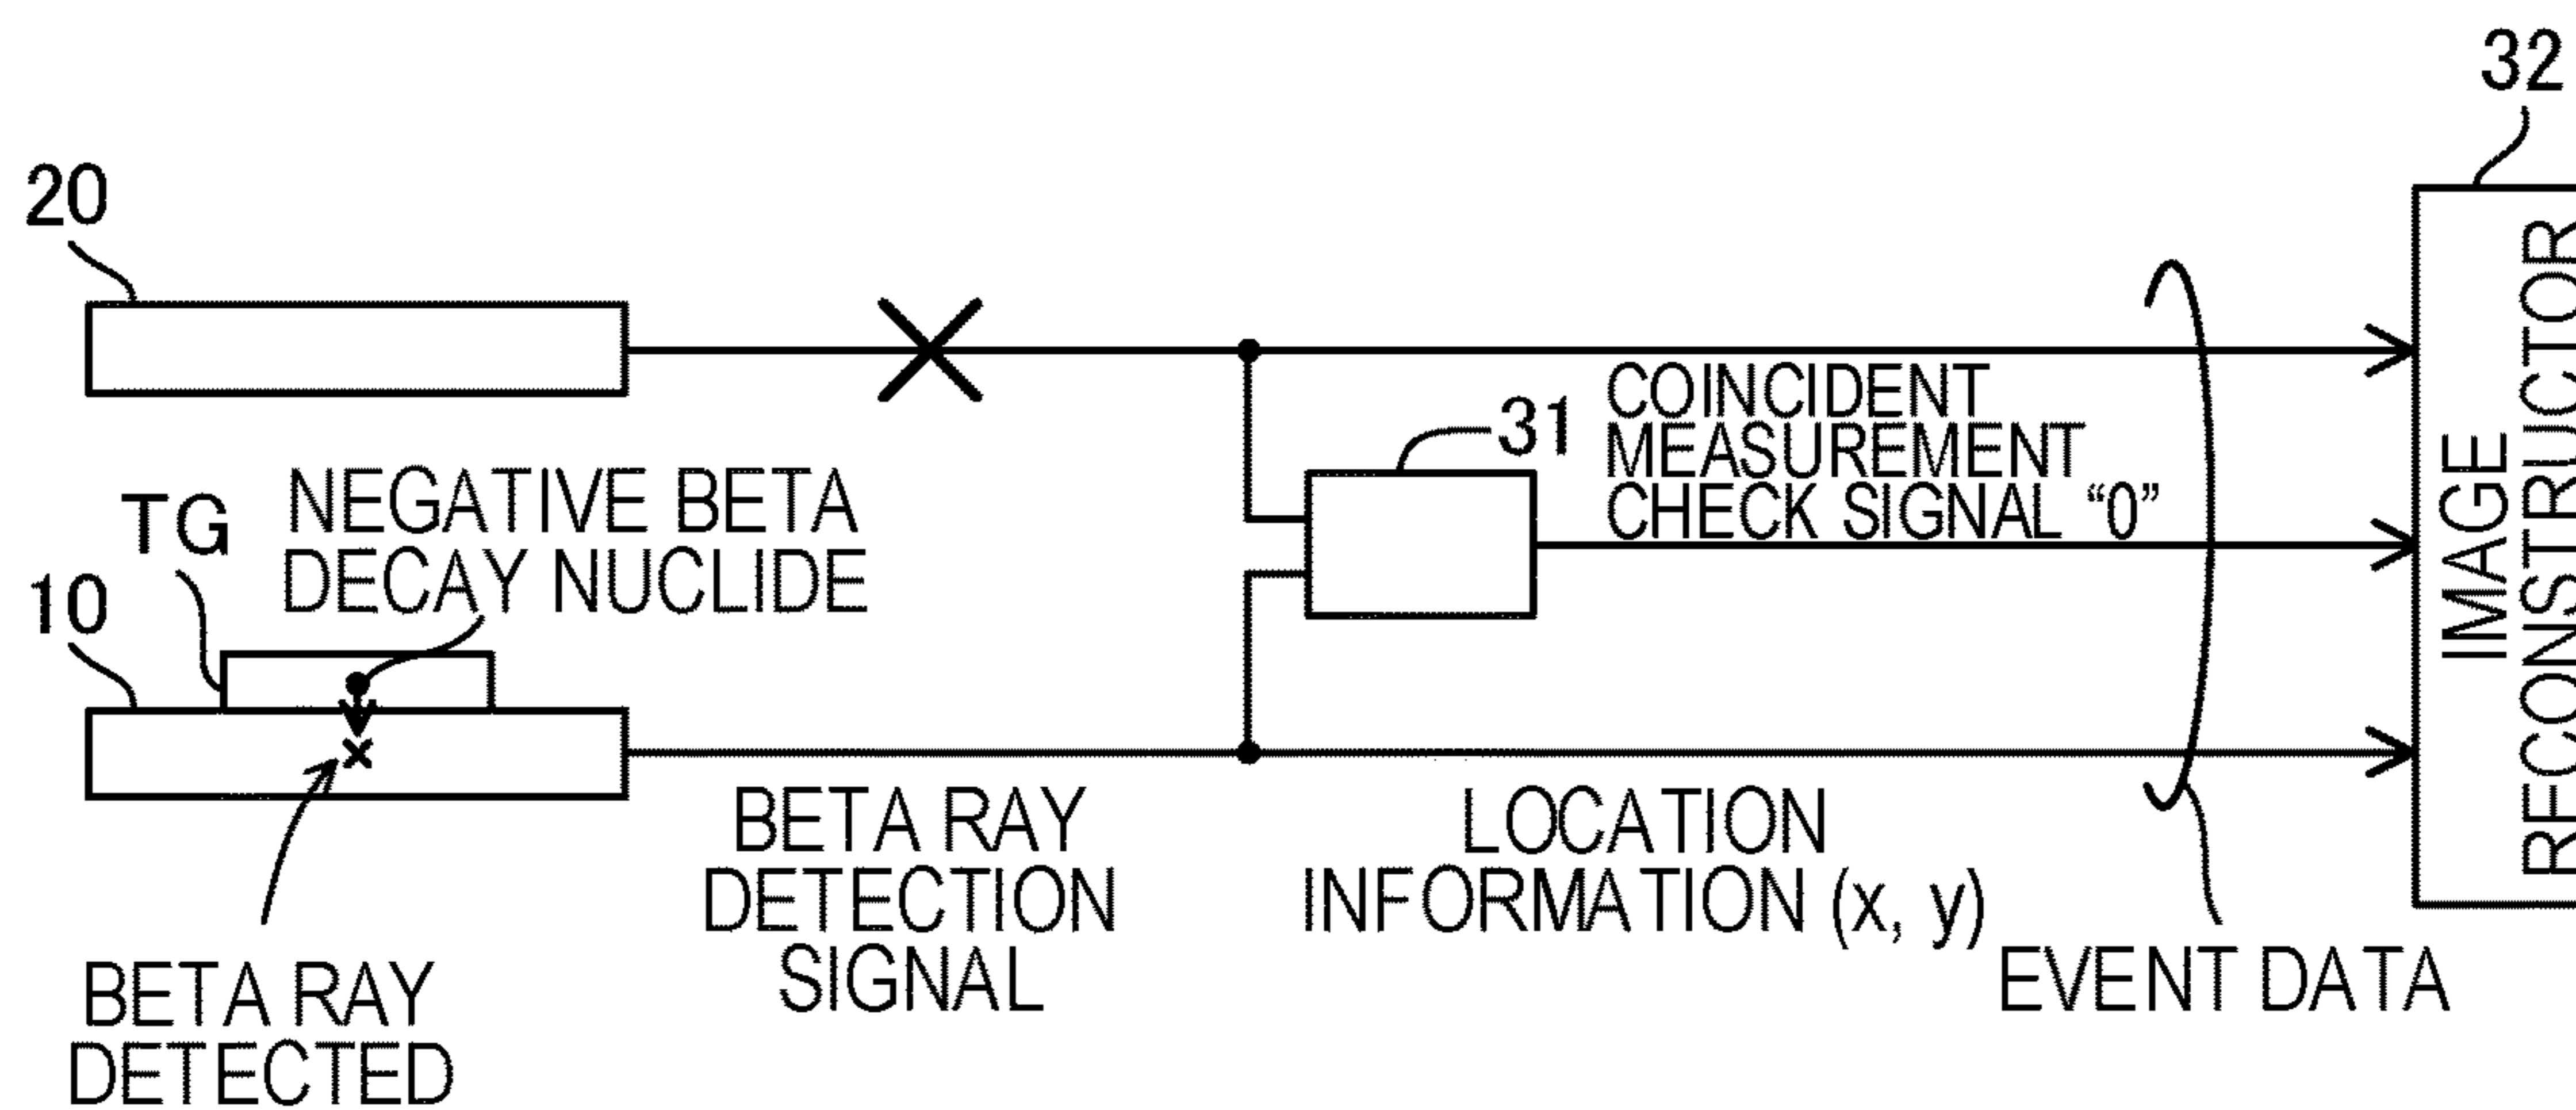 32
20
COINCIDENT
MEASUREMENT
CHECK SIGNAL “0”
31
NEGATIVE BETA
DECAY NUCLIDE
TG
10
IMAGE
RECONSTRUCTOR
BETA RAY
DETECTION
SIGNAL
LOCATION
INFORMATION (x, y)
EVENT DATA
BETA RAY
DETECTED